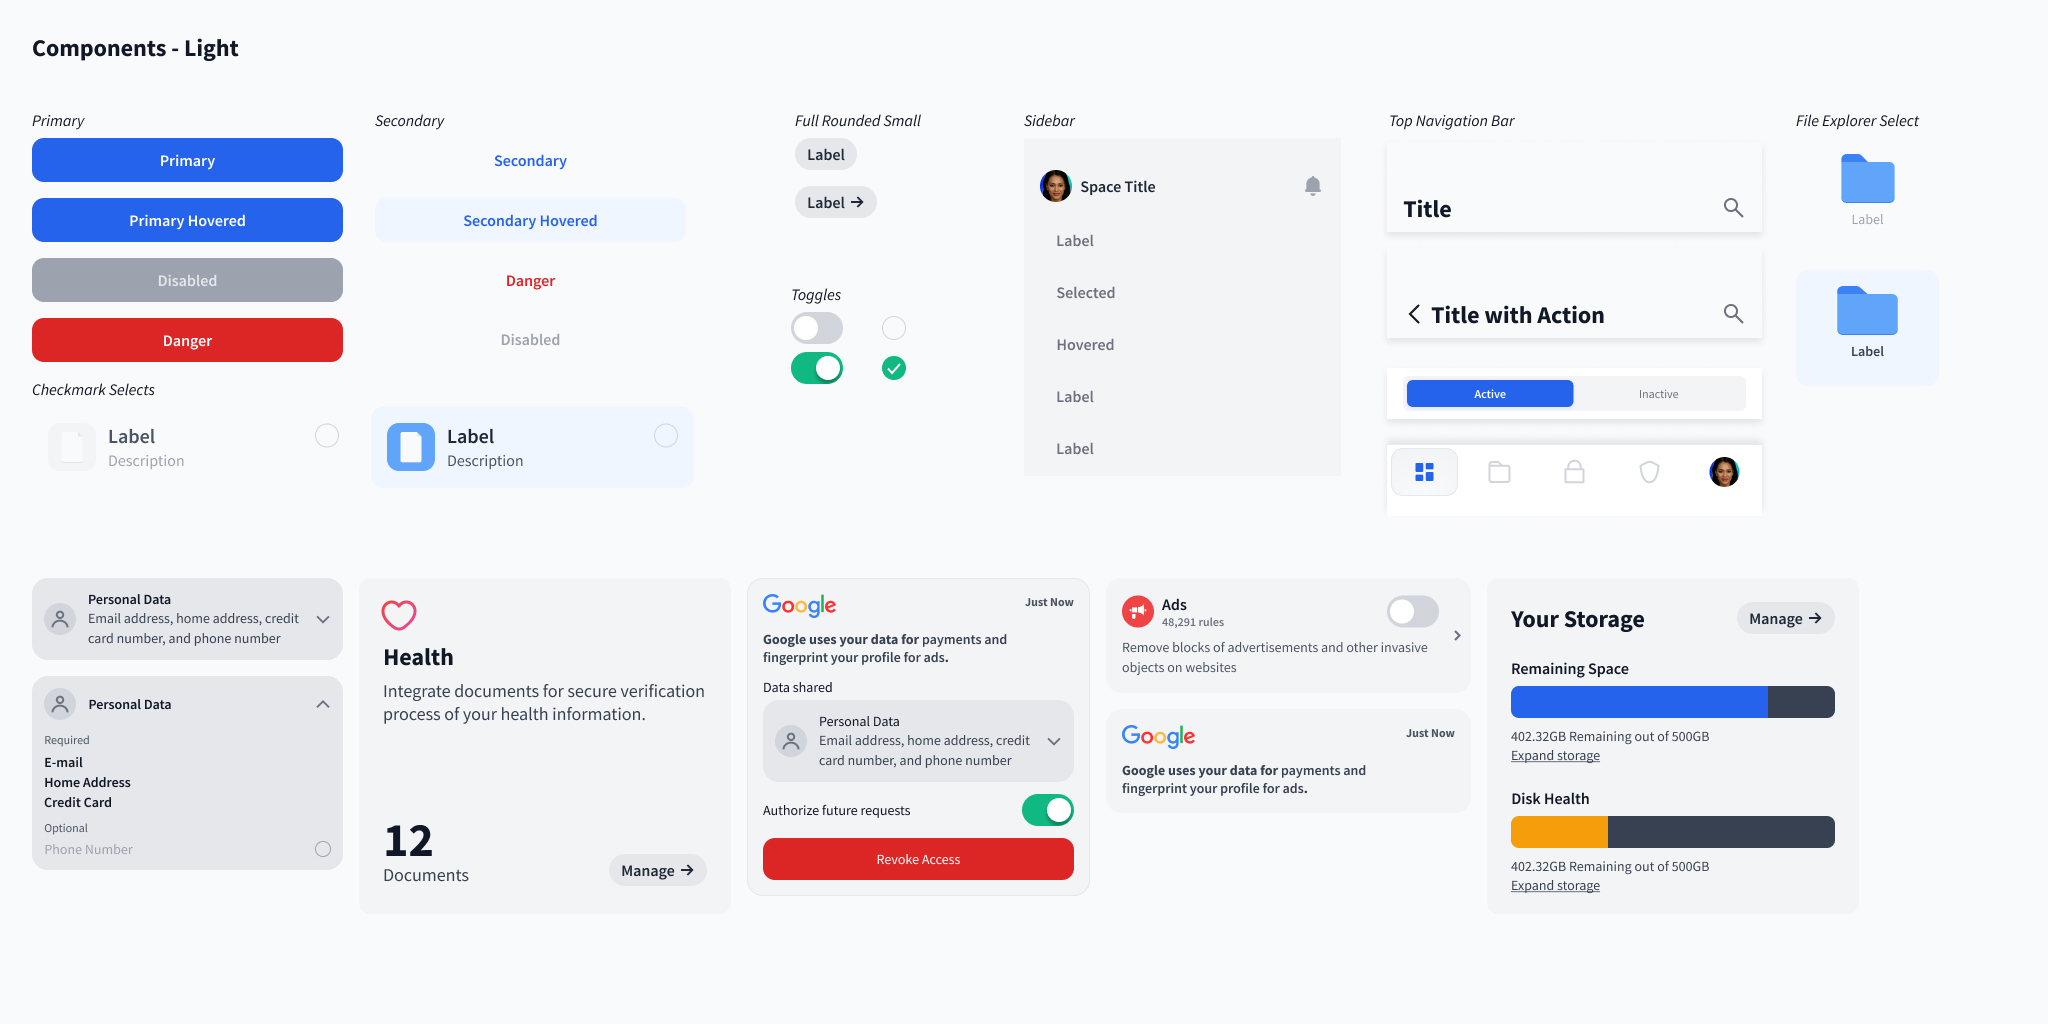 Components - Light
Primary
Primary
Primary Hovered
Disabled
Danger
Secondary
Secondary
Secondary Hovered
Danger
Disabled
Checkmark Selects
Label
Description
Label
Description
Full Rounded Small
Label
Label
Toggles
Sidebar
Space Title
Label
Selected
Hovered
Label
Label
Top Navigation Bar
Title
Title with Action
Active
Inactive
File Explorer Select
Label
Label
Personal Data
Email address, home address, credit
card number, and phone number
Personal Data
Required
E-mail
Home Address
Credit Card
Optional
Phone Number
Health
Integrate documents for secure verification
process of your health information.
12
Documents
Manage
Google
Just Now
Google uses your data for payments and
fingerprint your profile for ads.
Data shared
Personal Data
Email address, home address, credit
card number, and phone number
Authorize future requests
Revoke Access
Ads
48,291 rules
Remove blocks of advertisements and other invasive
objects on websites
Google
Just Now
Google uses your data for payments and
fingerprint your profile for ads.
Your Storage
Manage
Remaining Space
402.32GB Remaining out of 500GB
Expand storage
Disk Health
402.32GB Remaining out of 500GB
Expand storage